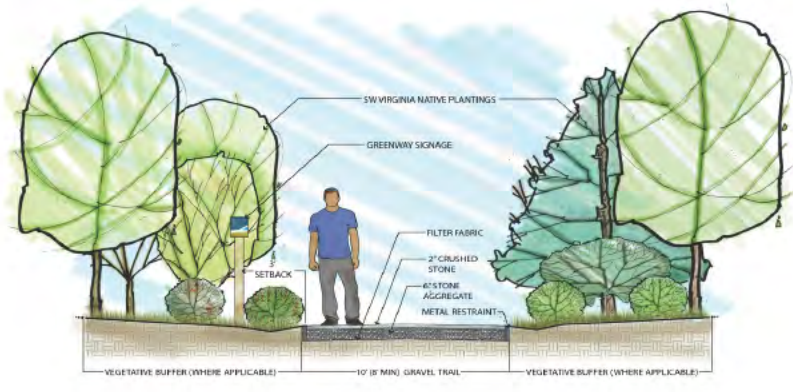 SW VIRGINIA NATIVE PLANTINGS
GREENWAY SIGNAGE
FILTER FABRIC
3'
SETBACK
2" CRUSHED
STONE
6" STONE
AGGREGATE
METAL RESTRAINT
VEGETATIVE BUFFER (WHERE APPLICABLE)
10' (8' MIN) GRAVEL TRAIL
VEGETATIVE BUFFER (WHERE APPLICABLE)